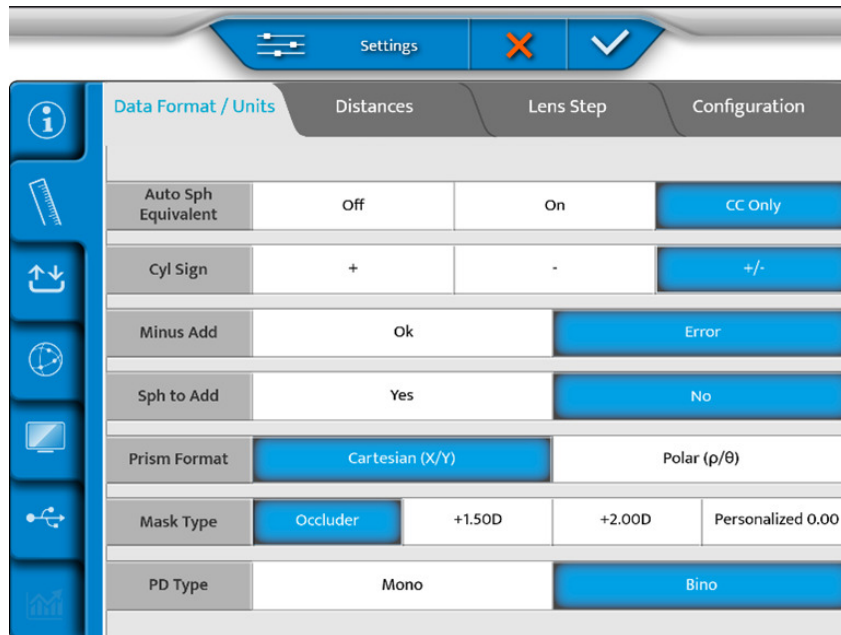 Settings
Data Format / Units
Distances
Lens Step
Configuration
Auto Sph
Equivalent
Off
On
CC Only
Cyl Sign
+
-
+/-
Minus Add
Ok
Error
Sph to Add
Yes
No
Prism Format
Cartesian (X/Y)
Polar (ρ/θ)
Mask Type
Occluder
+1.50D
+2.00D
Personalized 0.00
PD Type
Mono
Bino